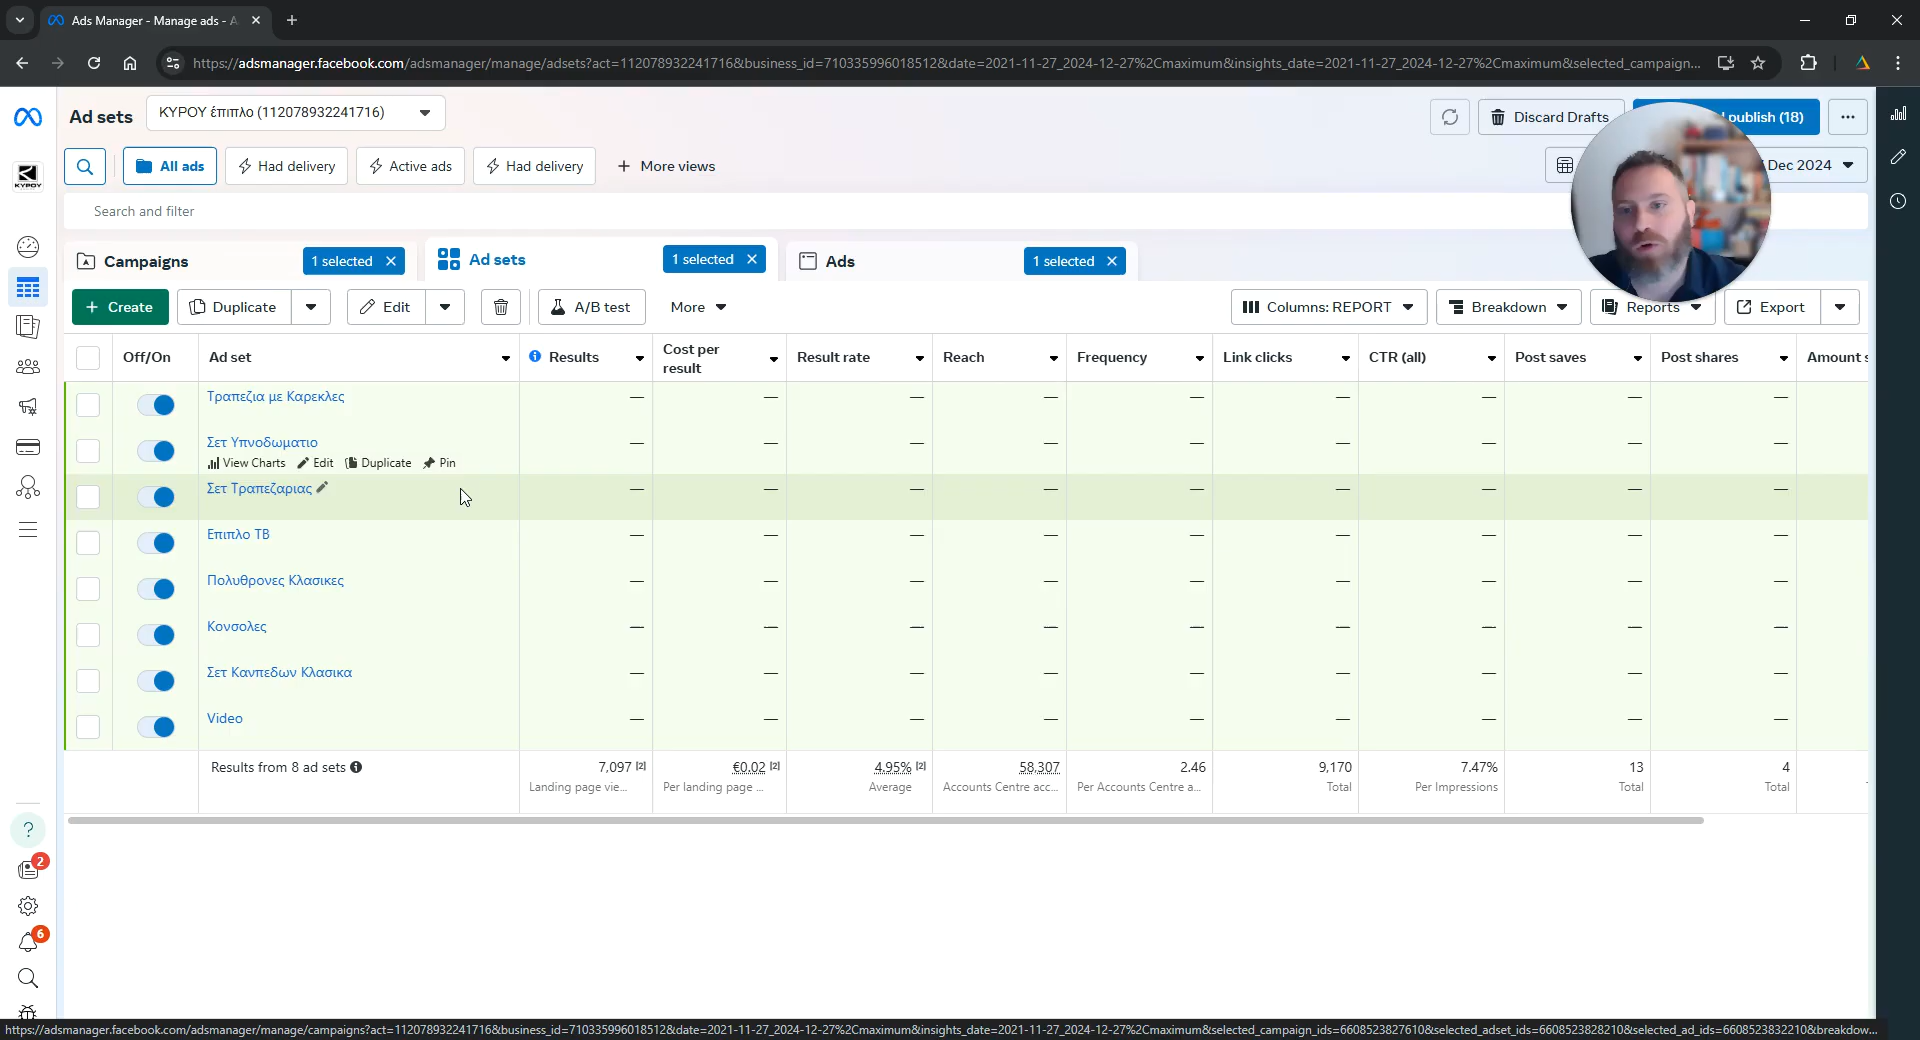 Ads Manager - Manage ads - A
https://adsmanager.facebook.com/adsmanager/manage/adsets?act=112078932241716&business_id=710335996018512&date=2021-11-27_2024-12-27%2Cmaximum&insights_date=2021-11-27_2024-12-27%2Cmaximum&selected_campaign...
Ad sets
KYPOY έπιπλο (112078932241716)
Discard Drafts
publish (18)
All ads
Had delivery
Active ads
Had delivery
+ More views
Dec 2024
Search and filter
Campaigns
1 selected
Ad sets
1 selected
Ads
1 selected
+ Create
Duplicate
Edit
A/B test
More
Columns: REPORT
Breakdown
Reports
Export
Off/On
Ad set
Results
Cost per
result
Result rate
Reach
Frequency
Link clicks
CTR (all)
Post saves
Post shares
Amount s
Τραπεζια με Καρεκλες
— — — — — — — — —
Σετ Υπνοδωματιο
— — — — — — — — —
View Charts Edit Duplicate Pin
Σετ Τραπεζαριας
— — — — — — — — —
Επιπλο ΤΒ
— — — — — — — — —
Πολυθρονες Κλασικες
— — — — — — — — —
Κονσολες
— — — — — — — — —
Σετ Κανπεδων Κλασικα
— — — — — — — — —
Video
— — — — — — — — —
Results from 8 ad sets
7,097 [2]
€0.02 [2]
4.95% [2]
58,307
2.46
9,170
7.47%
13
4
Landing page vie...
Per landing page ...
Average
Accounts Centre acc...
Per Accounts Centre a...
Total
Per Impressions
Total
Total
KYPOY
?
2
6
https://adsmanager.facebook.com/adsmanager/manage/campaigns?act=112078932241716&business_id=710335996018512&date=2021-11-27_2024-12-27%2Cmaximum&insights_date=2021-11-27_2024-12-27%2Cmaximum&selected_campaign_ids=6608523827610&selected_adset_ids=6608523828210&selected_ad_ids=6608523832210&breakdow...